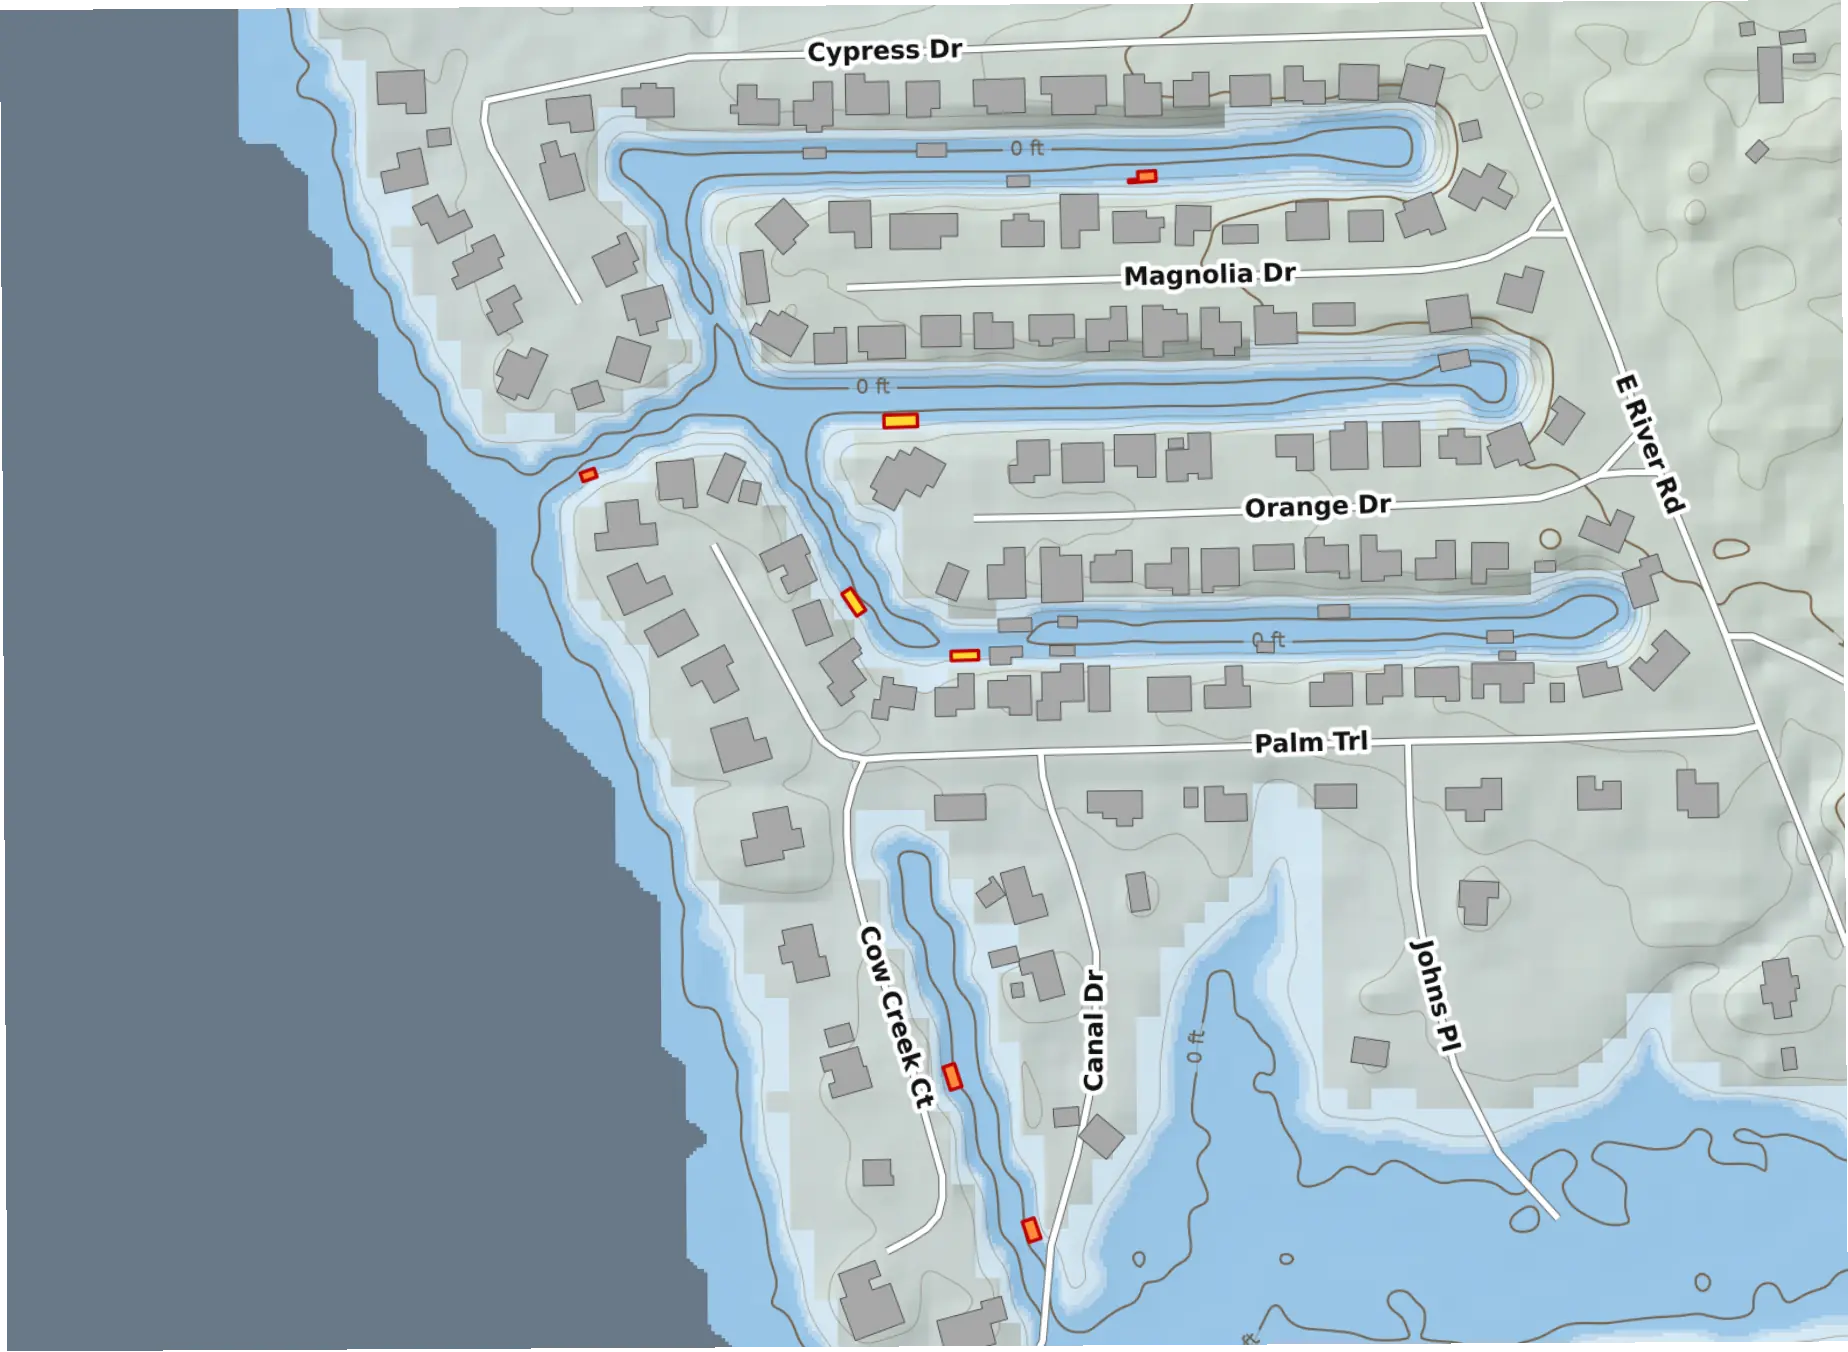 Cypress Dr
0 ft
Magnolia Dr
0 ft
E River Rd
Orange Dr
0 ft
Palm Trl
Cow Creek Ct
Canal Dr
Johns Pl
0 ft
ft